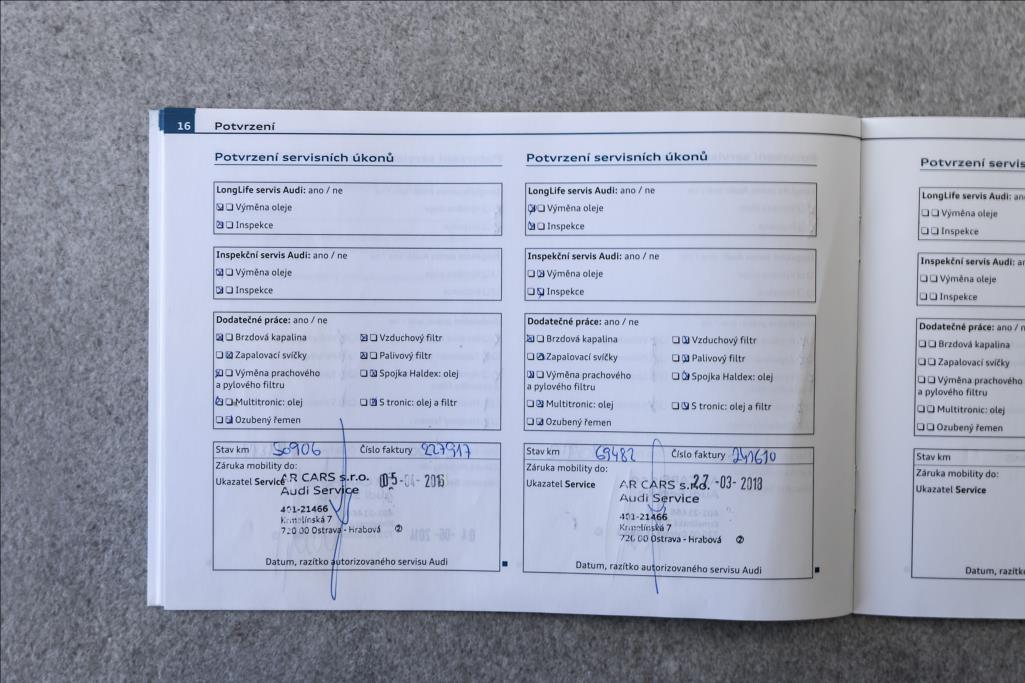 16 Potvrzení
Potvrzení servisních úkonů
LongLife servis Audi: ano / ne
Výměna oleje
Inspekce
Inspekční servis Audi: ano / ne
Výměna oleje
Inspekce
Dodatečné práce: ano / ne
Brzdová kapalina Vzduchový filtr
Zapalovací svíčky Palivový filtr
Výměna prachového Spojka Haldex: olej
a pylového filtru
Multitronic: olej S tronic: olej a filtr
Ozubený řemen
Stav km 50906 Číslo faktury 227917
Záruka mobility do:
Ukazatel Service
AR CARS s.r.o. 05-04-2016
Audi Service
401-21466
Krmelínská 7
720 00 Ostrava - Hrabová 2
Datum, razítko autorizovaného servisu Audi
Potvrzení servisních úkonů
LongLife servis Audi: ano / ne
Výměna oleje
Inspekce
Inspekční servis Audi: ano / ne
Výměna oleje
Inspekce
Dodatečné práce: ano / ne
Brzdová kapalina Vzduchový filtr
Zapalovací svíčky Palivový filtr
Výměna prachového Spojka Haldex: olej
a pylového filtru
Multitronic: olej S tronic: olej a filtr
Ozubený řemen
Stav km 69482 Číslo faktury 241610
Záruka mobility do:
Ukazatel Service
AR CARS s.r.o. 27-03-2018
Audi Service
401-21466
Krmelínská 7
720 00 Ostrava - Hrabová 2
Datum, razítko autorizovaného servisu Audi
Potvrzení servis
LongLife servis Audi: an
Výměna oleje
Inspekce
Inspekční servis Audi: an
Výměna oleje
Inspekce
Dodatečné práce: ano / n
Brzdová kapalina
Zapalovací svíčky
Výměna prachového
a pylového filtru
Multitronic: olej
Ozubený řemen
Stav km
Záruka mobility do:
Ukazatel Service
Datum, razítk